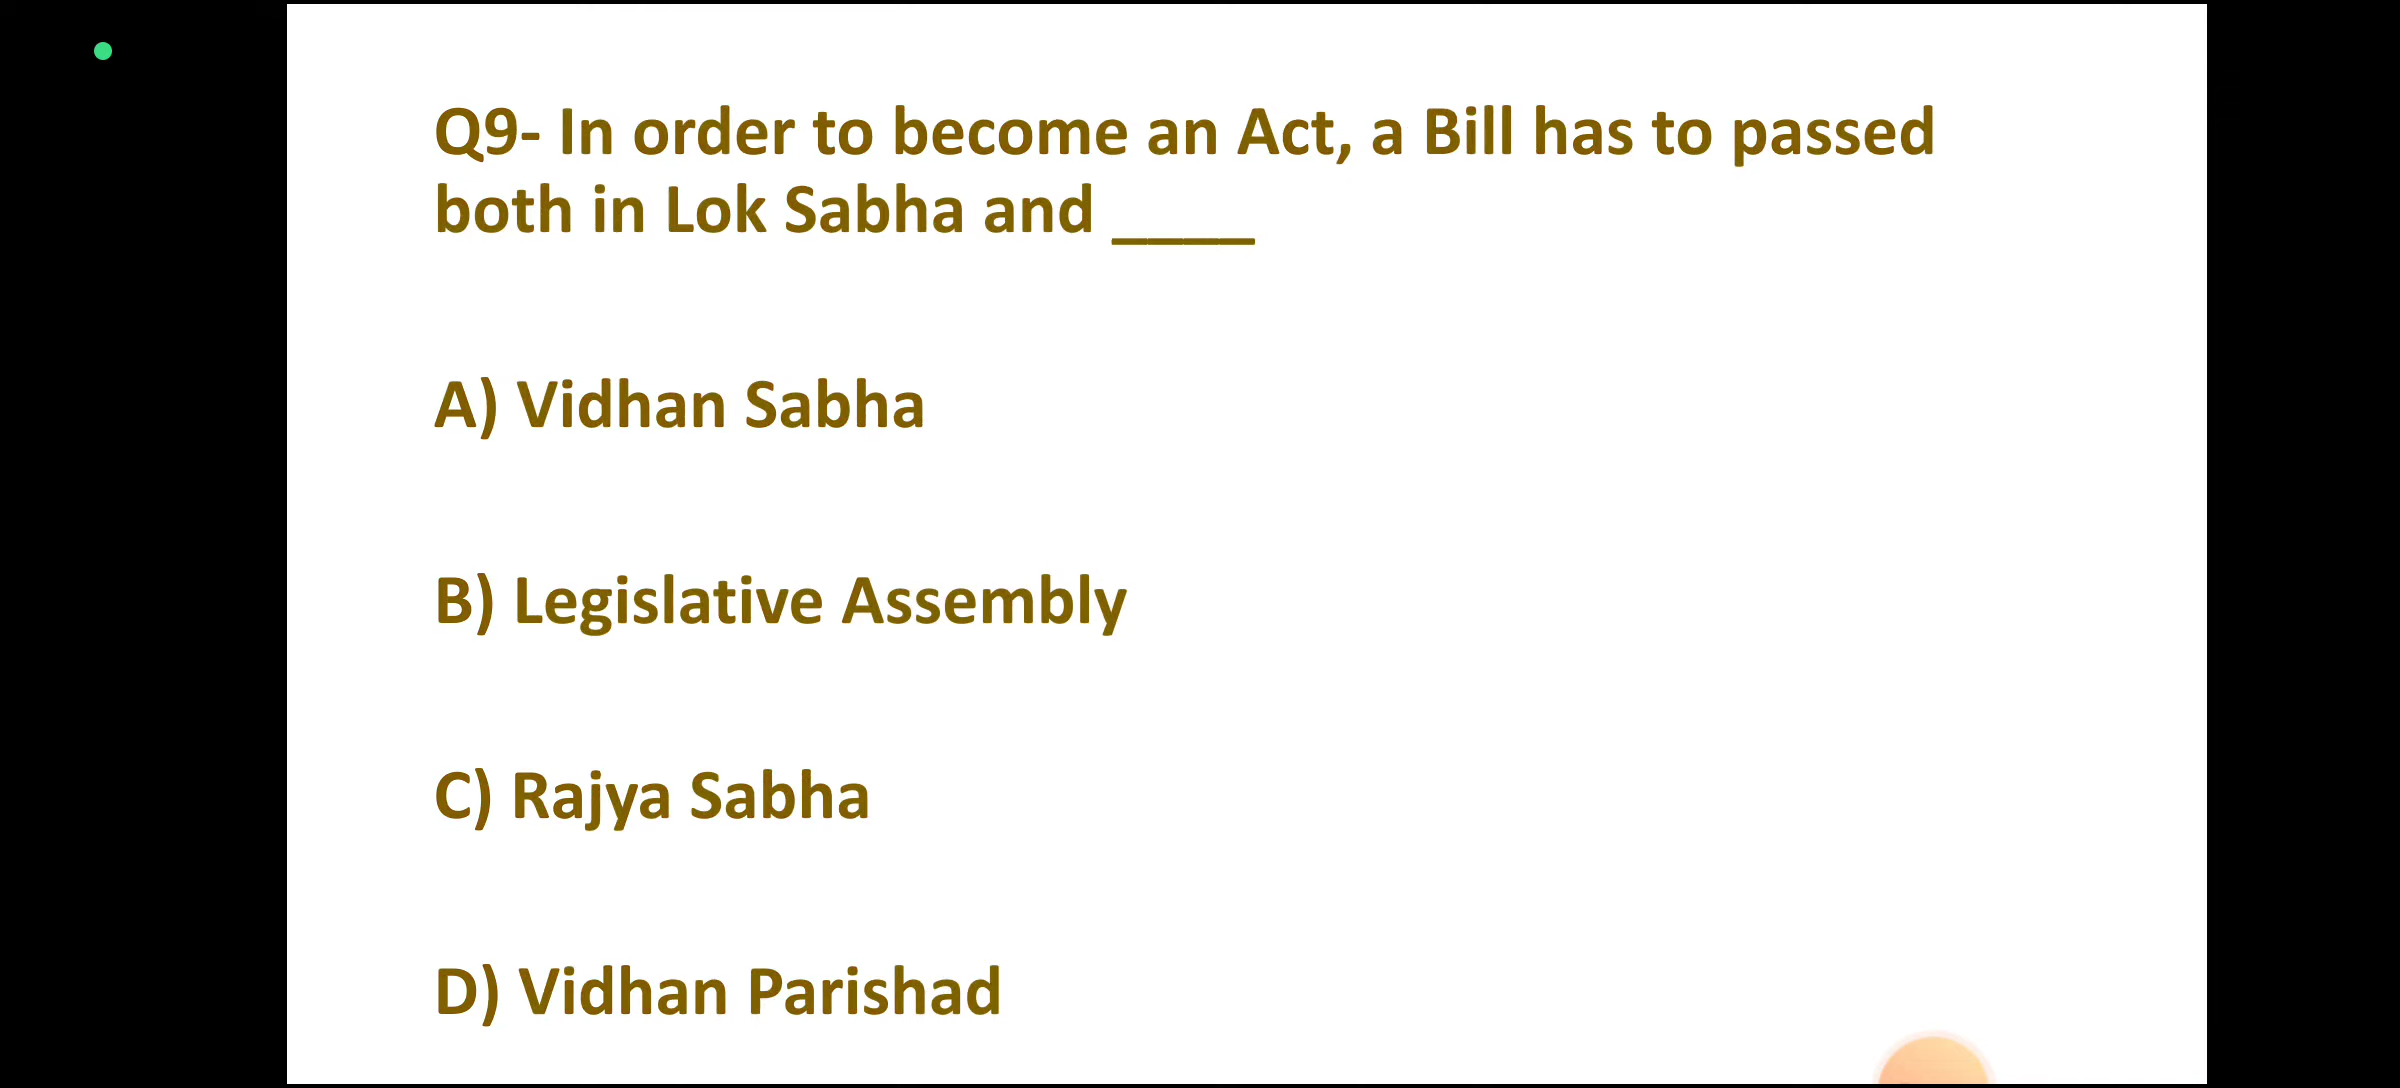 Q9- In order to become an Act, a Bill has to passed
both in Lok Sabha and ____
A) Vidhan Sabha
B) Legislative Assembly
C) Rajya Sabha
D) Vidhan Parishad